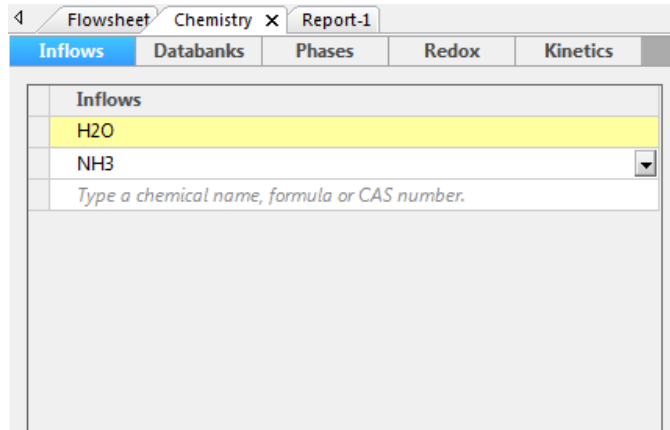 Flowsheet Chemistry Report-1
Inflows Databanks Phases Redox Kinetics
Inflows
H2O
NH3
Type a chemical name, formula or CAS number.